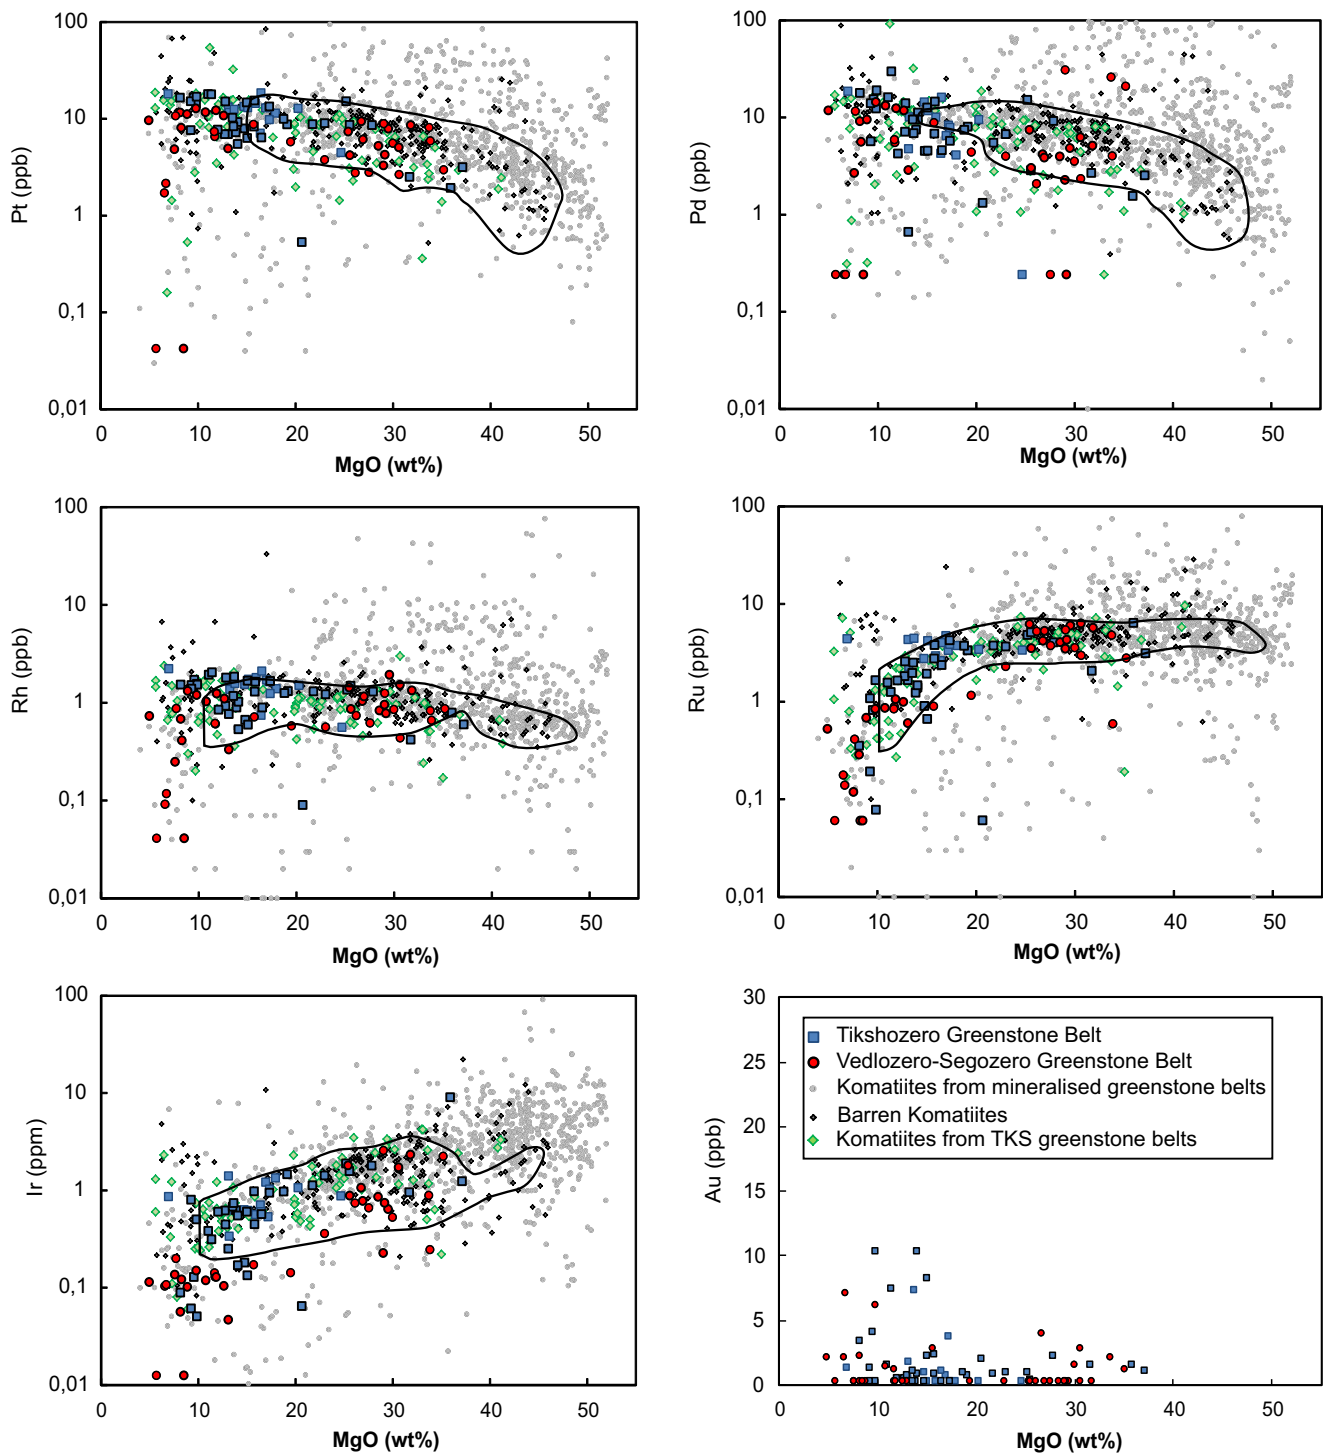 100
10
1
0,1
0,01
Pt (ppb)
0 10 20 30 40 50
MgO (wt%)
100
10
1
0,1
0,01
Pd (ppb)
0 10 20 30 40 50
MgO (wt%)
100
10
1
0,1
0,01
Rh (ppb)
0 10 20 30 40 50
MgO (wt%)
100
10
1
0,1
0,01
Ru (ppb)
0 10 20 30 40 50
MgO (wt%)
100
10
1
0,1
0,01
Ir (ppm)
0 10 20 30 40 50
MgO (wt%)
30
25
20
15
10
5
0
Au (ppb)
Tikshozero Greenstone Belt
Vedlozero-Segozero Greenstone Belt
Komatiites from mineralised greenstone belts
Barren Komatiites
Komatiites from TKS greenstone belts
0 10 20 30 40 50
MgO (wt%)